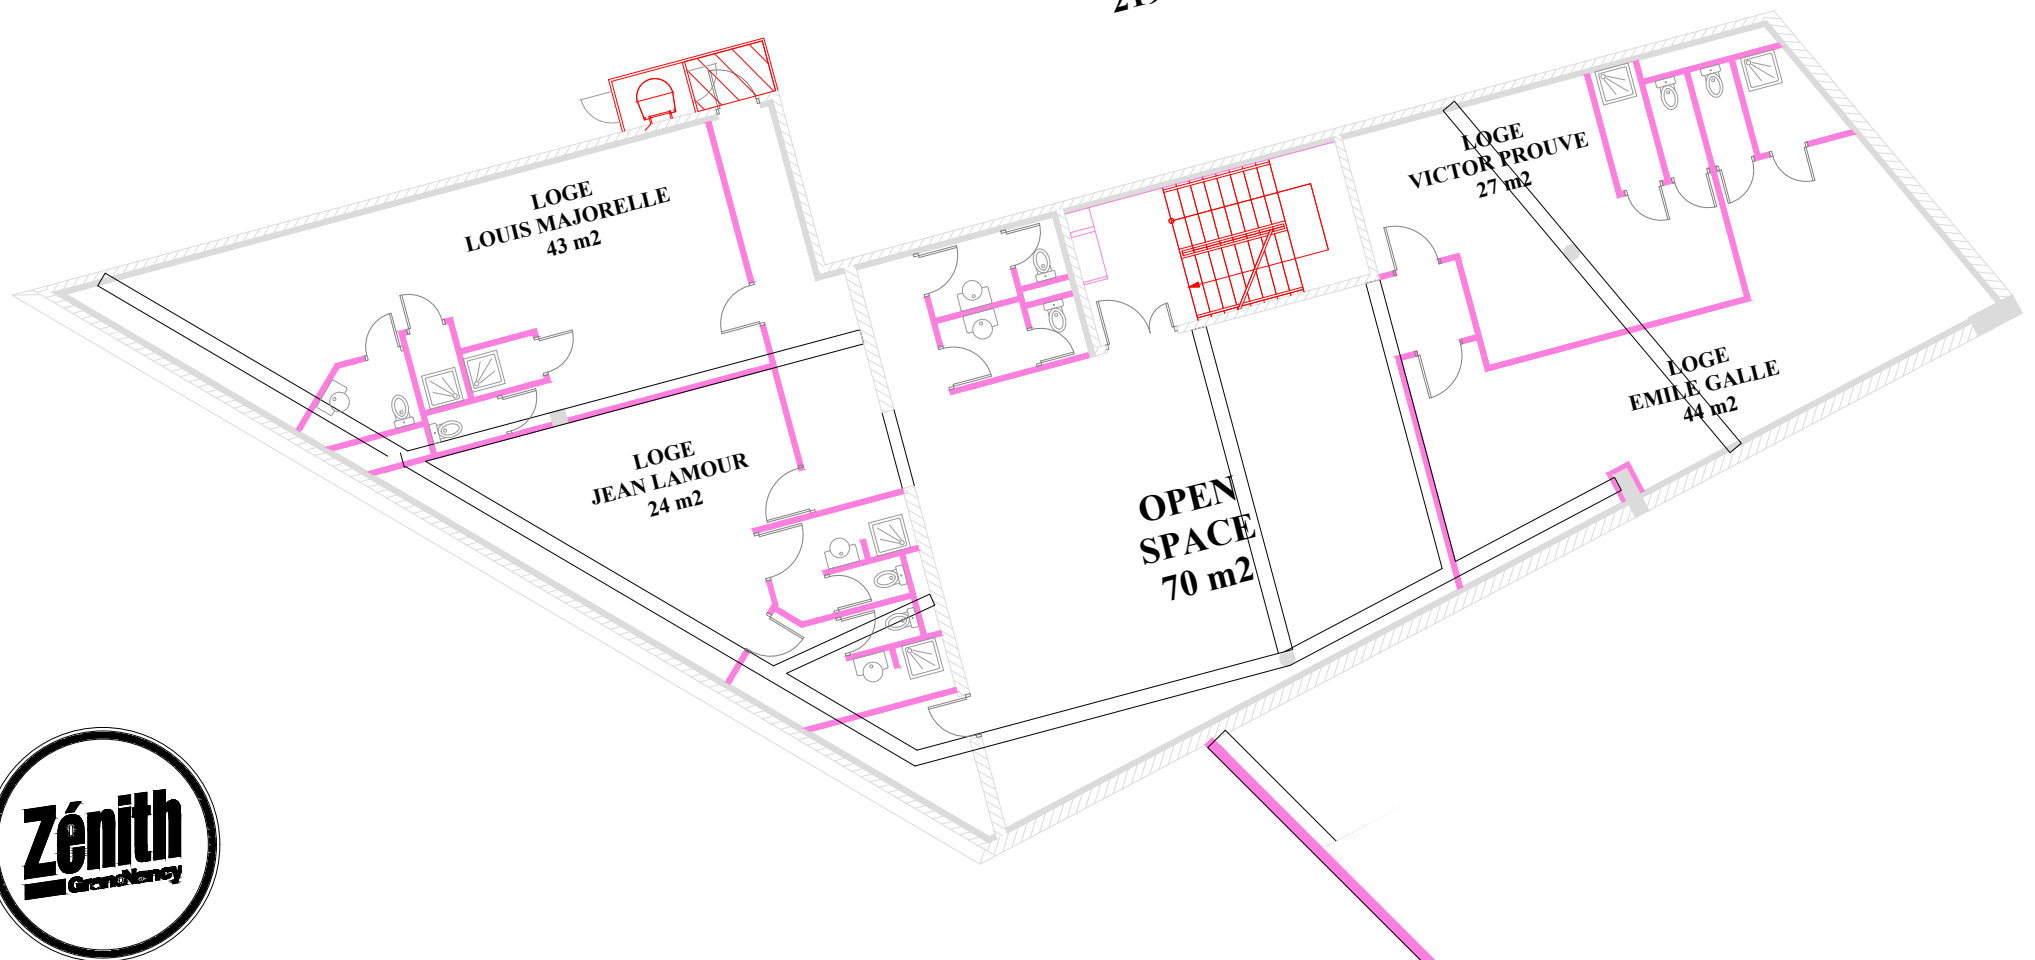 LOGE
LOUIS MAJORELLE
43 m2
LOGE
VICTOR PROUVE
27 m2
LOGE
EMILE GALLE
44 m2
LOGE
JEAN LAMOUR
24 m2
OPEN
SPACE
70 m2
Zénith
GrandNancy